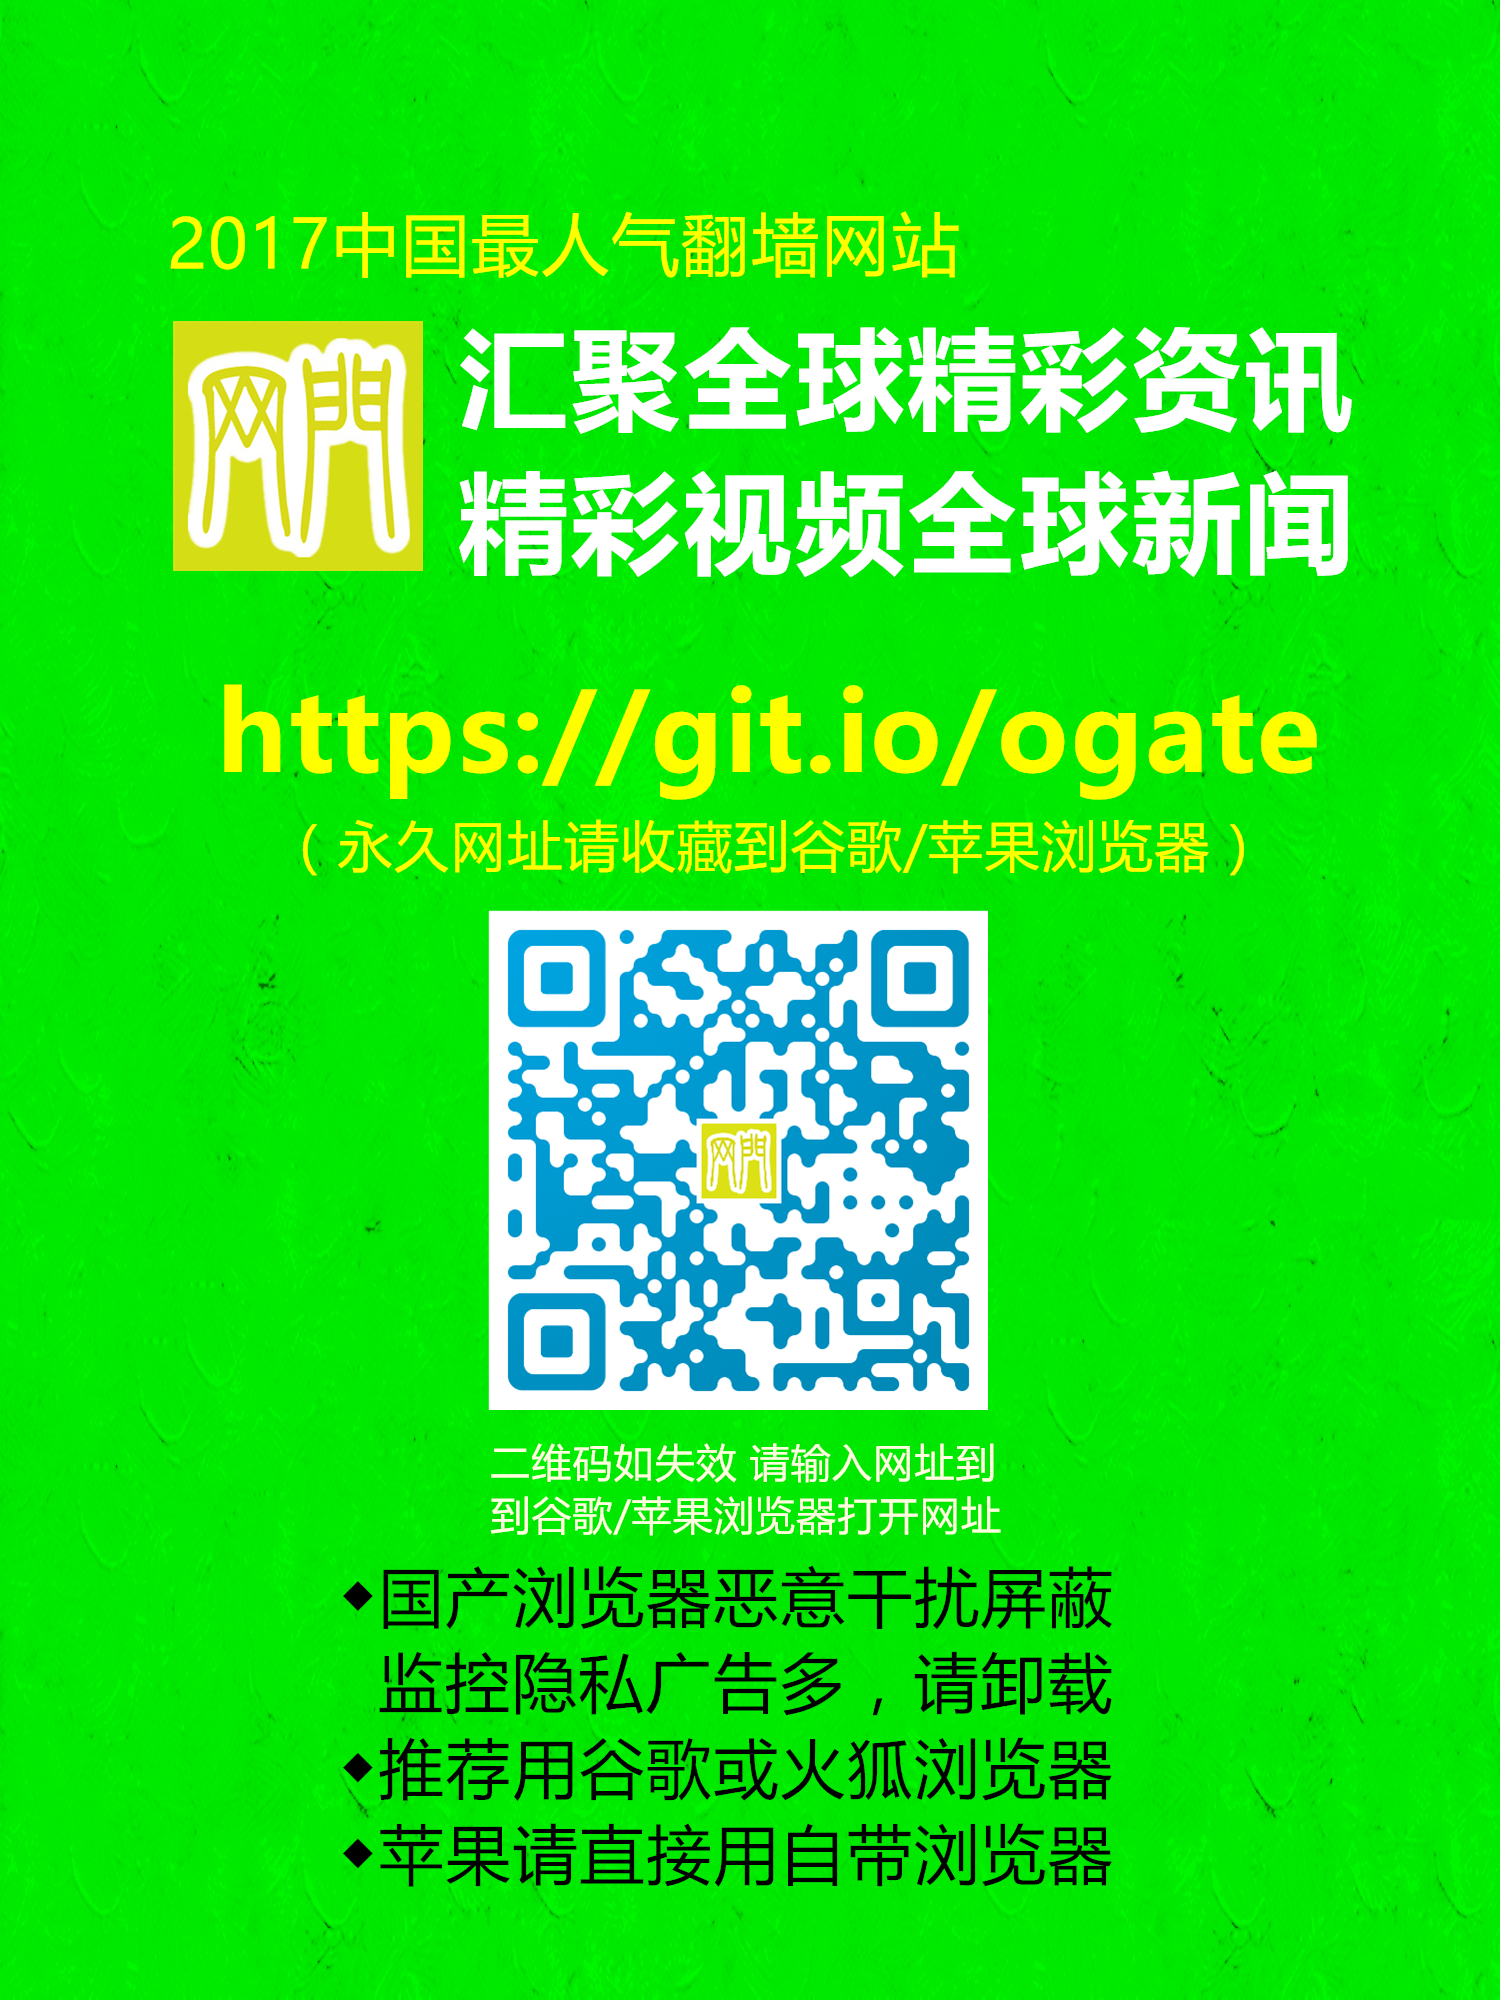 2017中国最人气翻墙网站
网門
汇聚全球精彩资讯
精彩视频全球新闻
https://git.io/ogate
（永久网址请收藏到谷歌/苹果浏览器）
网門
二维码如失效 请输入网址到
到谷歌/苹果浏览器打开网址
◆国产浏览器恶意干扰屏蔽
监控隐私广告多，请卸载
◆推荐用谷歌或火狐浏览器
◆苹果请直接用自带浏览器